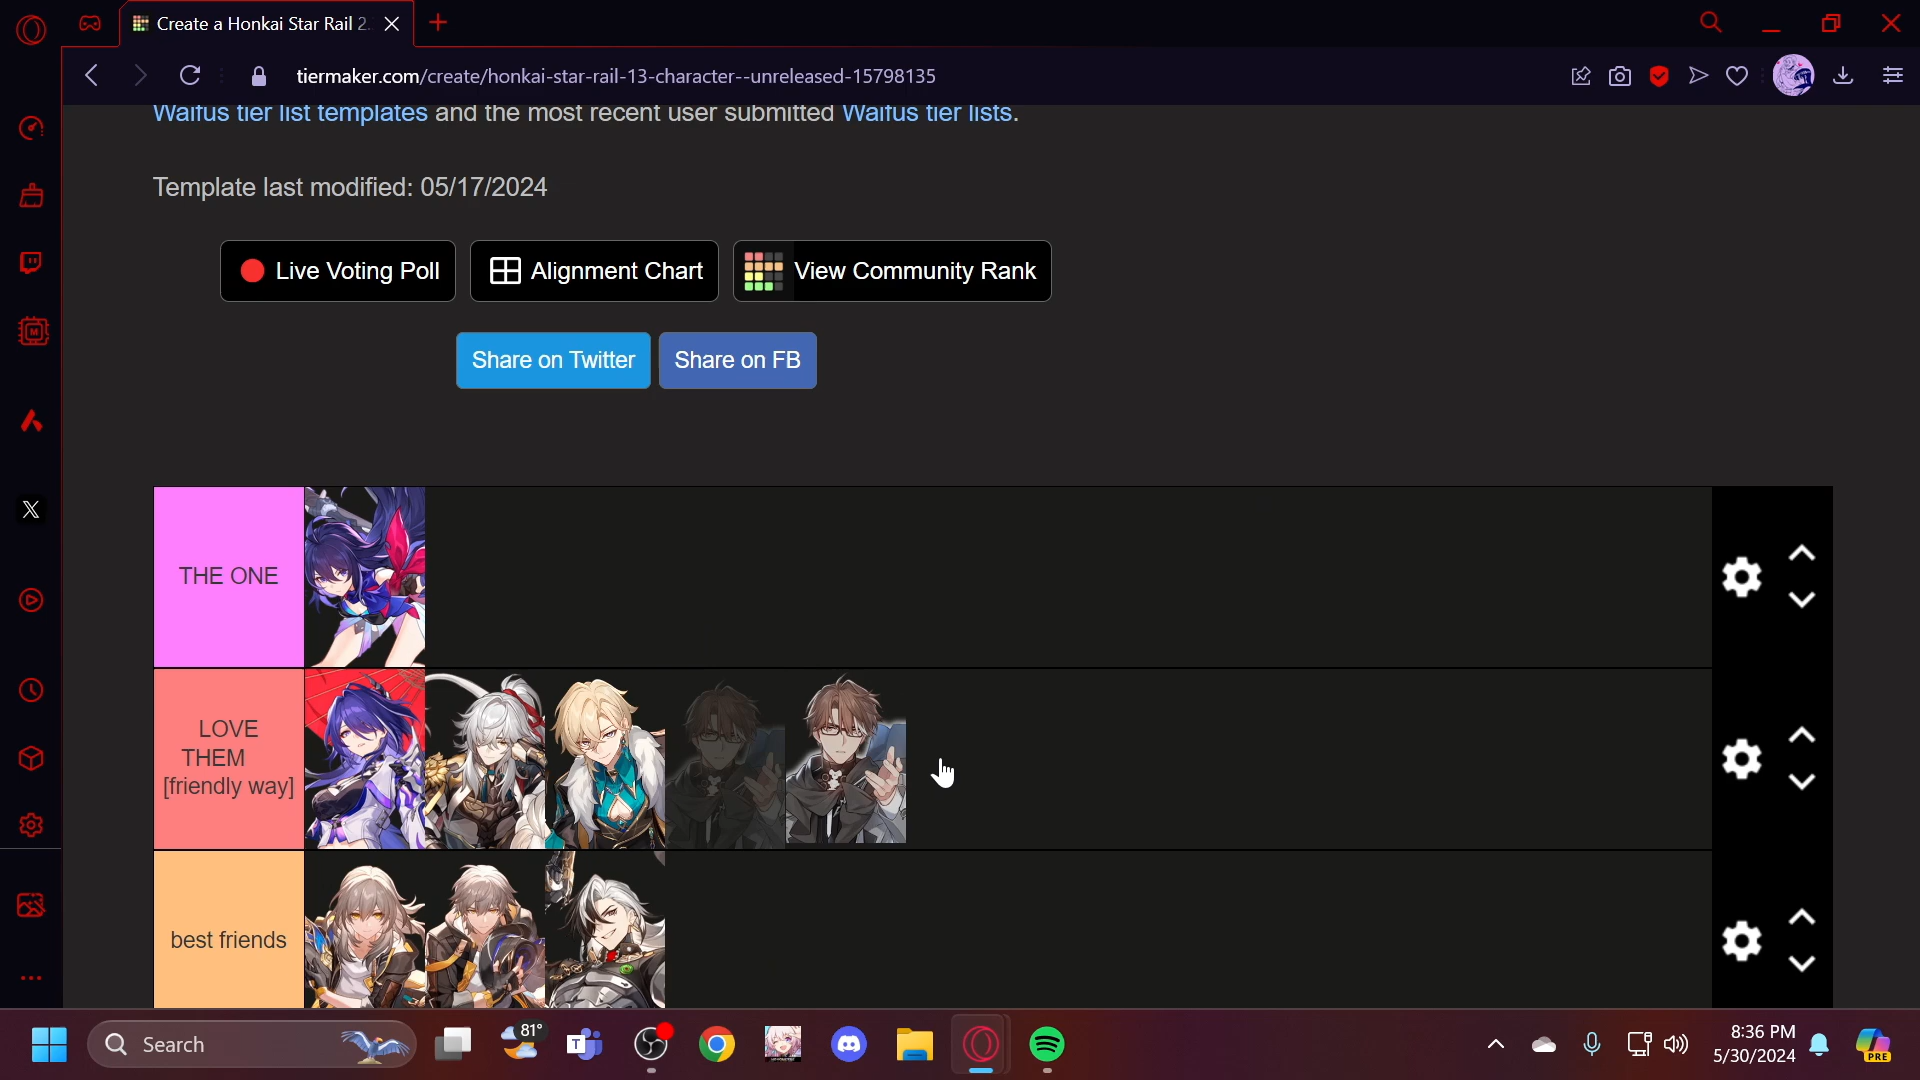 Create a Honkai Star Rail 2.
tiermaker.com/create/honkai-star-rail-13-character--unreleased-15798135
Waifus tier list templates and the most recent user submitted Waifus tier lists.
Template last modified: 05/17/2024
Live Voting Poll
Alignment Chart
View Community Rank
Share on Twitter
Share on FB
THE ONE
LOVE
THEM
[friendly way]
best friends
Search
81°
8:36 PM
5/30/2024
PRE